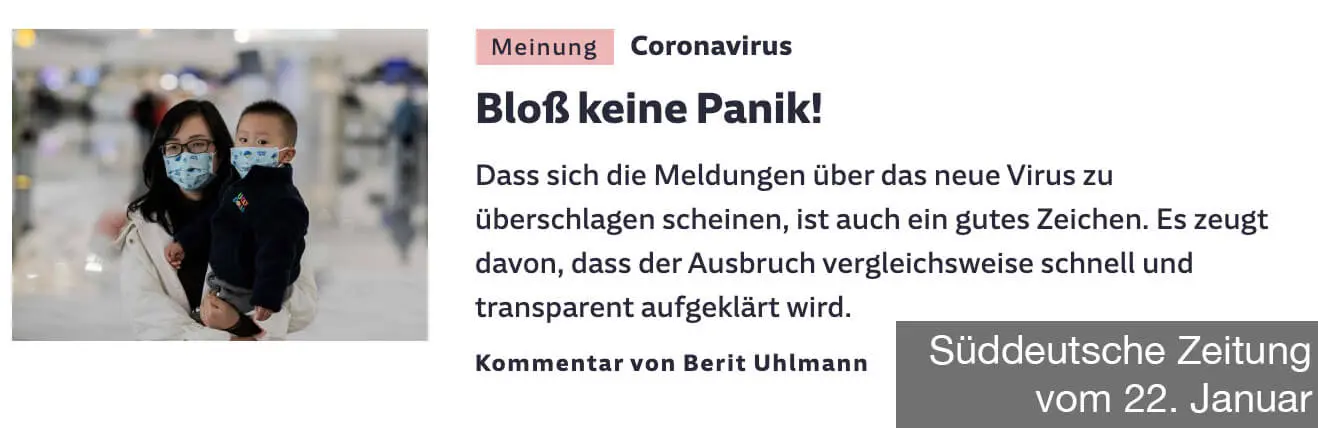 Meinung Coronavirus
Bloß keine Panik!
Dass sich die Meldungen über das neue Virus zu
überschlagen scheinen, ist auch ein gutes Zeichen. Es zeugt
davon, dass der Ausbruch vergleichsweise schnell und
transparent aufgeklärt wird.
Kommentar von Berit Uhlmann
Süddeutsche Zeitung
vom 22. Januar